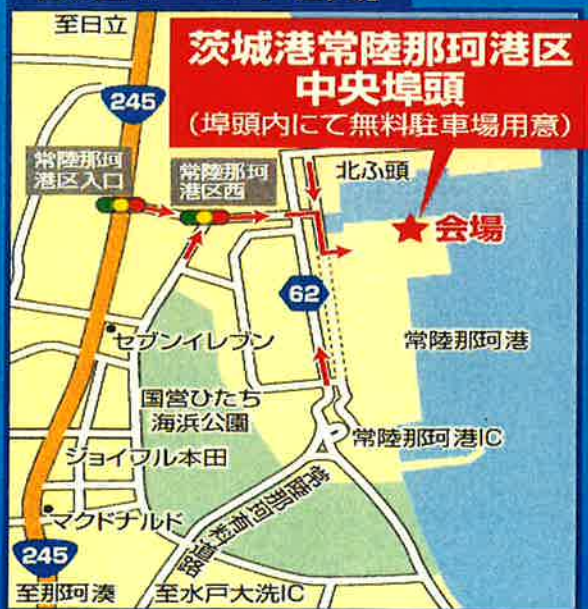 至日立
茨城港常陸那珂港区
中央埠頭
(埠頭内にて無料駐車場用意)
245
常陸那珂
港区入口
常陸那珂
港区西
北ふ頭
会場
62
セブンイレブン
常陸那珂港
国営ひたち
海浜公園
常陸那珂港IC
ジョイフル本田
常陸那珂有料道路
マクドナルド
245
至那珂湊
至水戸大洗IC